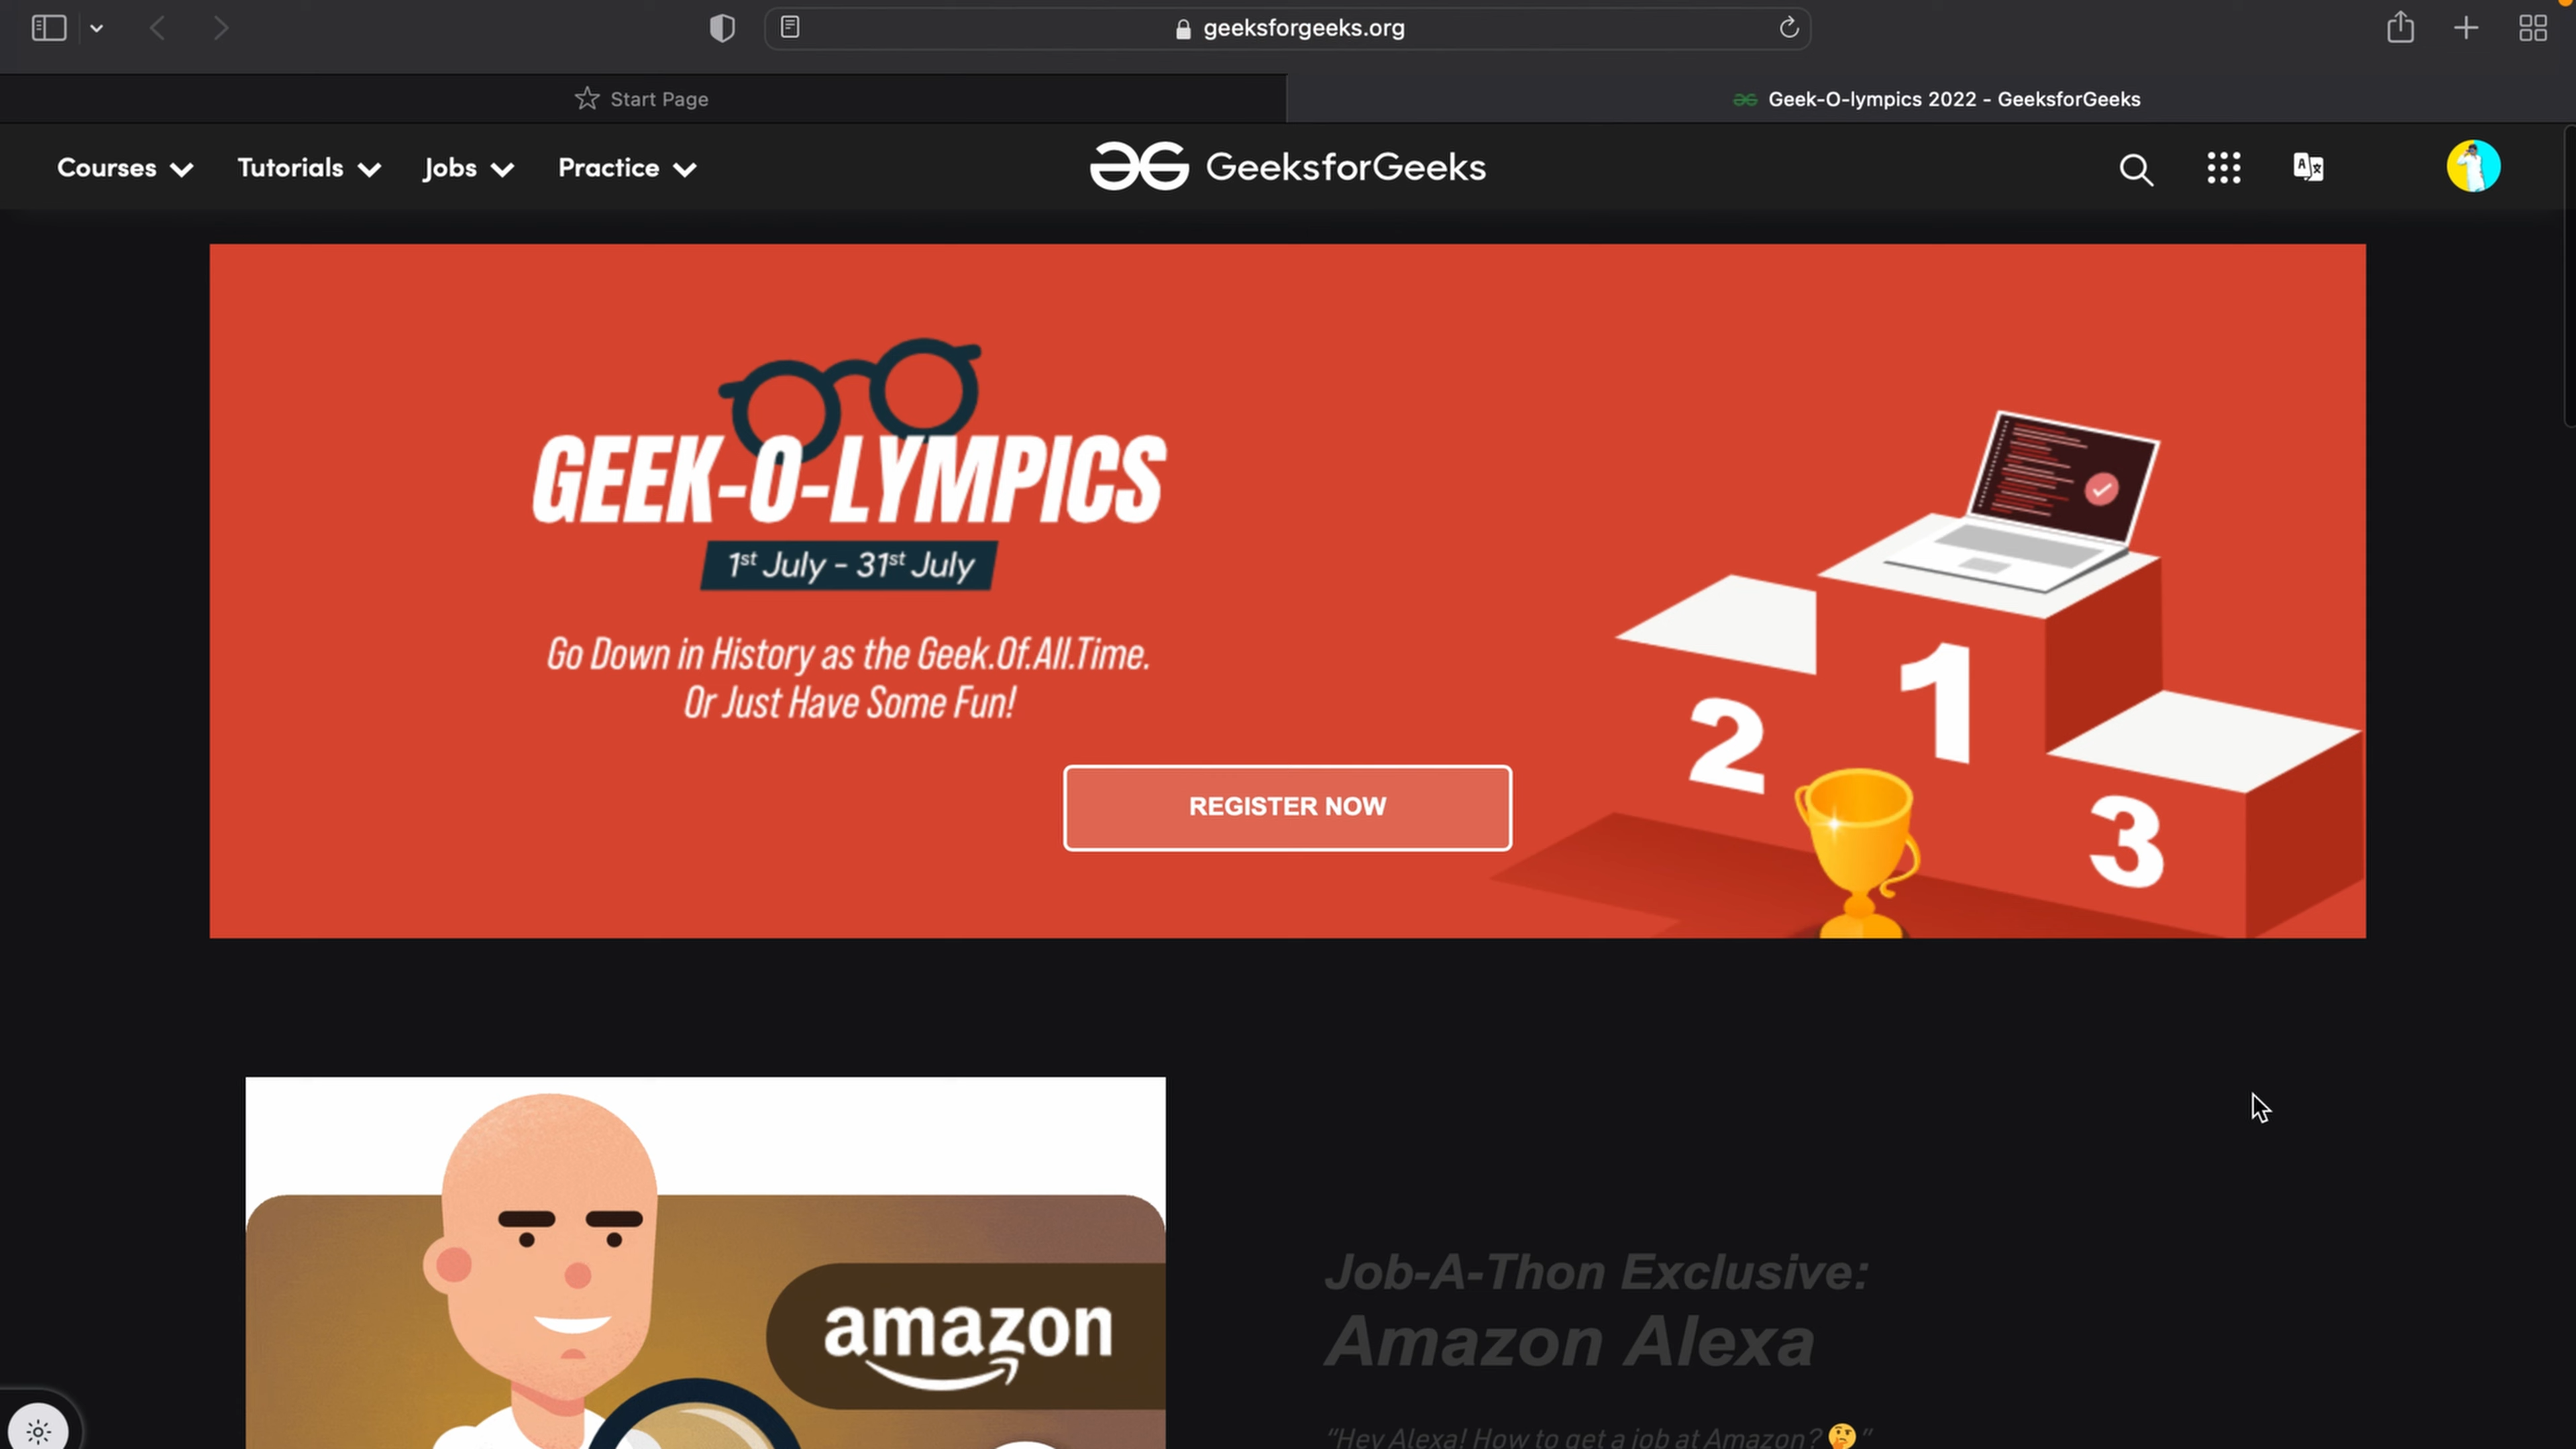 geeksforgeeks.org
Start Page
Geek-O-lympics 2022 - GeeksforGeeks
Courses Tutorials Jobs Practice
GeeksforGeeks
GEEK-O-LYMPICS
1st July - 31st July
Go Down in History as the Geek.Of.All.Time.
Or Just Have Some Fun!
REGISTER NOW
1
2
3
amazon
Job-A-Thon Exclusive:
Amazon Alexa
"Hey Alexa! How to get a job at Amazon? 🤔"